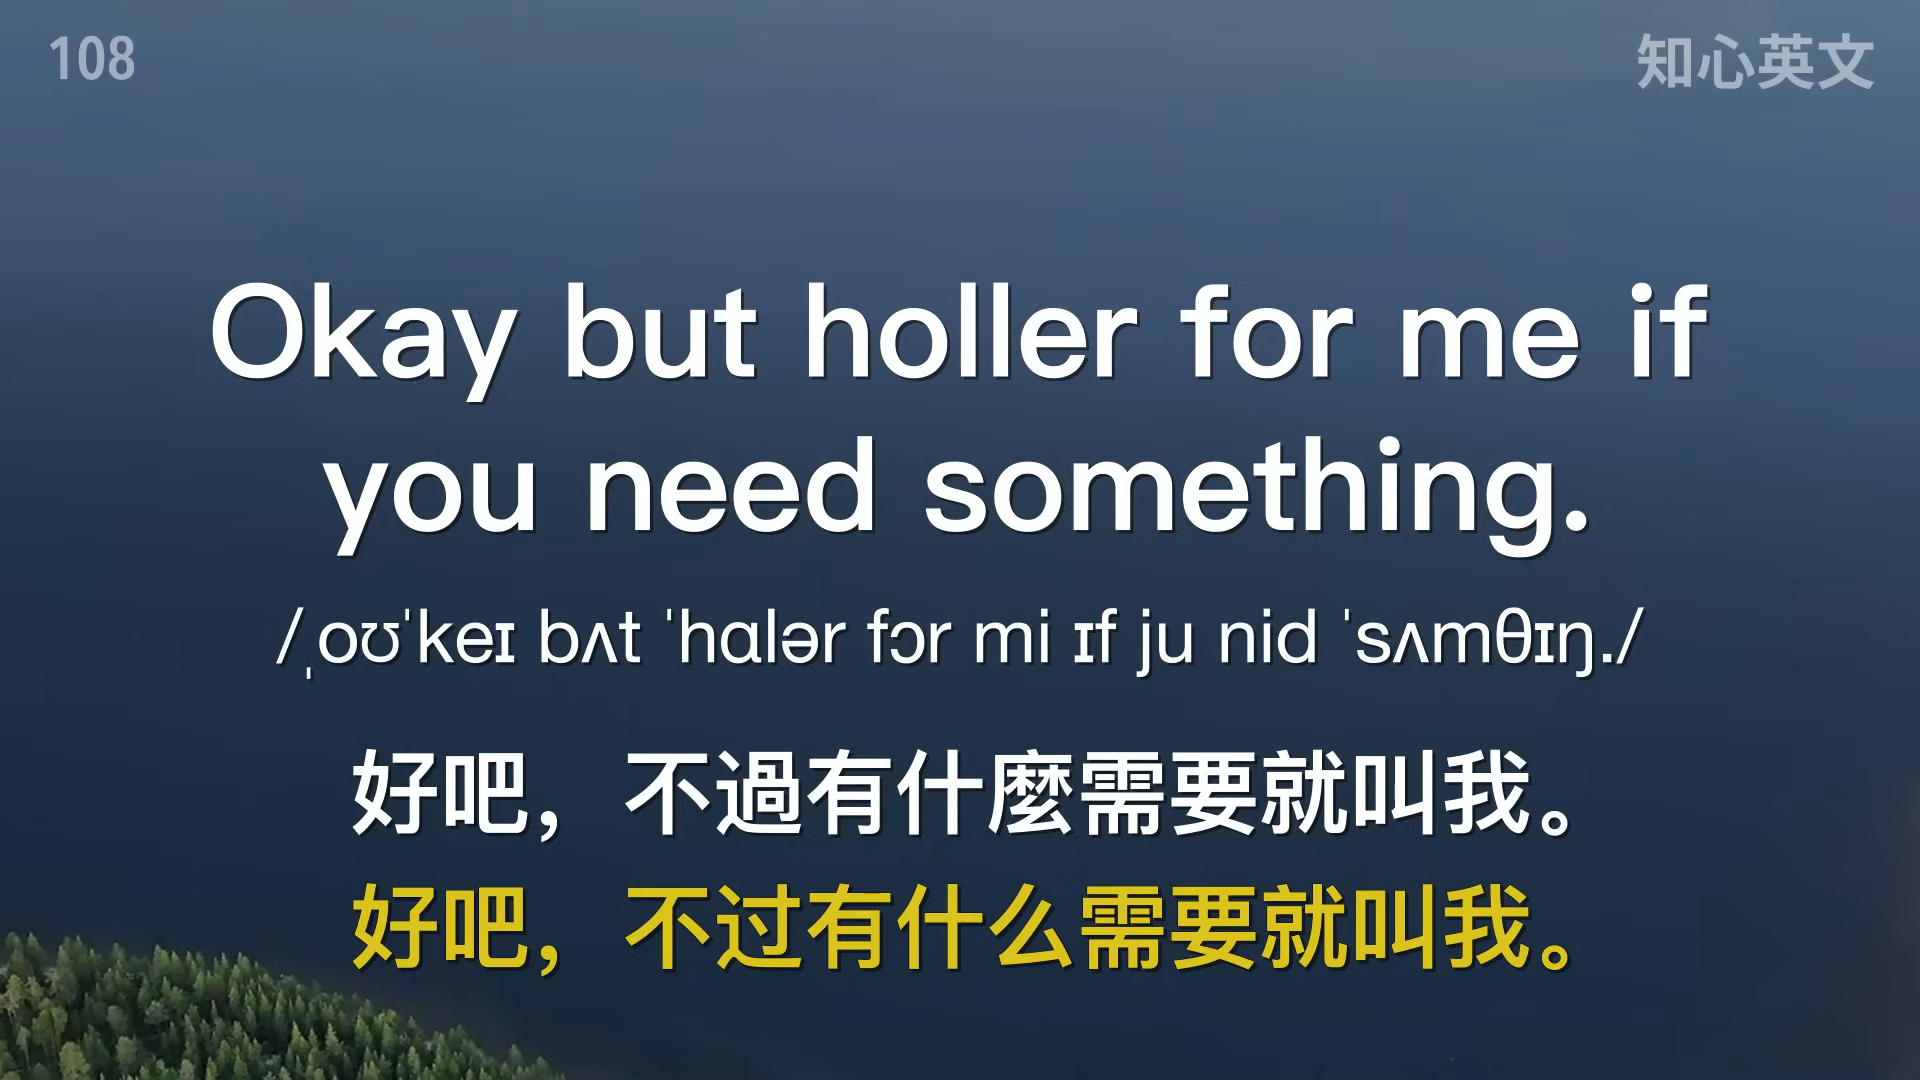 108
知心英文
Okay but holler for me if
you need something.
/ˌoʊˈkeɪ bʌt ˈhɑlər fɔr mi ɪf ju nid ˈsʌmθɪŋ./
好吧，不過有什麼需要就叫我。
好吧，不过有什么需要就叫我。